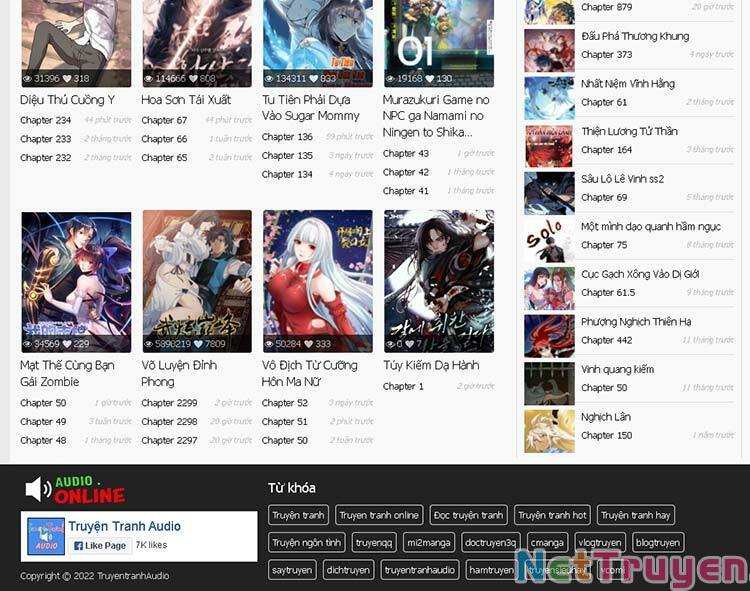 31396 318
114666 808
134311 833
01
19168 130
Diệu Thủ Cuồng Y
Chapter 234 44 phút trước
Chapter 233 2 tháng trước
Chapter 232 2 tháng trước
Hoa Sơn Tái Xuất
Chapter 67 44 phút trước
Chapter 66 1 tuần trước
Chapter 65 2 tuần trước
Tu Tiên Phải Dựa
Vào Sugar Mommy
Chapter 136 59 phút trước
Chapter 135 3 ngày trước
Chapter 134 4 ngày trước
Murazukuri Game no
NPC ga Namami no
Ningen to Shika...
Chapter 43 1 giờ trước
Chapter 42 1 tháng trước
Chapter 41 1 tháng trước
34569 229
Mạt Thế Cùng Bạn
Gái Zombie
Chapter 50 1 giờ trước
Chapter 49 3 tuần trước
Chapter 48 1 tháng trước
5898219 7809
Võ Luyện Đỉnh
Phong
Chapter 2299 2 giờ trước
Chapter 2298 20 giờ trước
Chapter 2297 20 giờ trước
50284 333
Vô Địch Từ Cưỡng
Hôn Ma Nữ
Chapter 52 3 ngày trước
Chapter 51 2 phút trước
Chapter 50 2 tuần trước
0 0
Túy Kiếm Dạ Hành
Chapter 1 2 giờ trước
Chapter 879 20 giờ trước
Đấu Phá Thương Khung
Chapter 373 4 ngày trước
Nhất Niệm Vĩnh Hằng
Chapter 61 2 tháng trước
Thiện Lương Tử Thần
Chapter 164 3 tháng trước
Sâu Lô Lê Vinh ss2
Chapter 69 5 tháng trước
Solo
Một mình dạo quanh hầm ngục
Chapter 75 8 tháng trước
Cục Gạch Xông Vào Dị Giới
Chapter 61.5 9 tháng trước
Phượng Nghịch Thiên Hạ
Chapter 442 11 tháng trước
Vinh quang kiếm
Chapter 50 11 tháng trước
Nghịch Lân
Chapter 150 1 năm trước
AUDIO .
ONLINE
AUDIO
Truyện Tranh Audio
Like Page 7K likes
Copyright © 2022 TruyentranhAudio
Từ khóa
Truyện tranh Truyen tranh online Đọc truyện tranh Truyện tranh hot Truyện tranh hay
Truyện ngôn tình truyenqq mi2manga doctruyen3q cmanga vlogtruyen blogtruyen
saytruyen dichtruyen truyentranhaudio hamtruyen truyensieuhay vcomi
NetTruyen